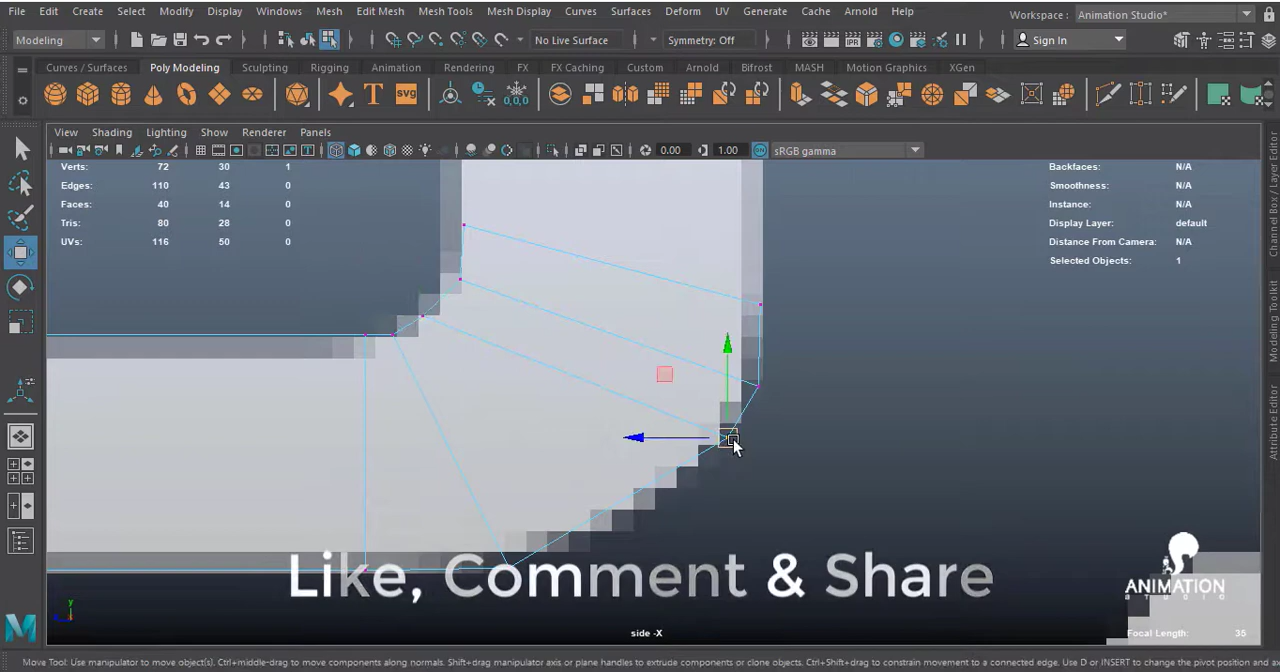 File Edit Create Select Modify Display Windows Mesh Edit Mesh Mesh Tools Mesh Display Curves Surfaces Deform UV Generate Cache Arnold Help
Workspace : Animation Studio*
Modeling No Live Surface Symmetry: Off Sign In
Curves / Surfaces Poly Modeling Sculpting Rigging Animation Rendering FX FX Caching Custom Arnold Bifrost MASH Motion Graphics XGen
T svg 0,0,0
View Shading Lighting Show Renderer Panels
0.00 1.00 ON sRGB gamma
Verts: 72 30 1
Edges: 110 43 0
Faces: 40 14 0
Tris: 80 28 0
UVs: 116 50 0
Backfaces: N/A
Smoothness: N/A
Instance: N/A
Display Layer: default
Distance From Camera: N/A
Selected Objects: 1
Channel Box / Layer Editor
Modeling Toolkit
Attribute Editor
Like, Comment & Share
ANIMATION
STUDIO
y
z
side -X
Focal Length: 35
Move Tool: Use manipulator to move object(s). Ctrl+middle-drag to move components along normals. Shift+drag manipulator axis or plane handles to extrude components or clone objects. Ctrl+Shift+drag to constrain movement to a connected edge. Use D or INSERT to change the pivot position and ax